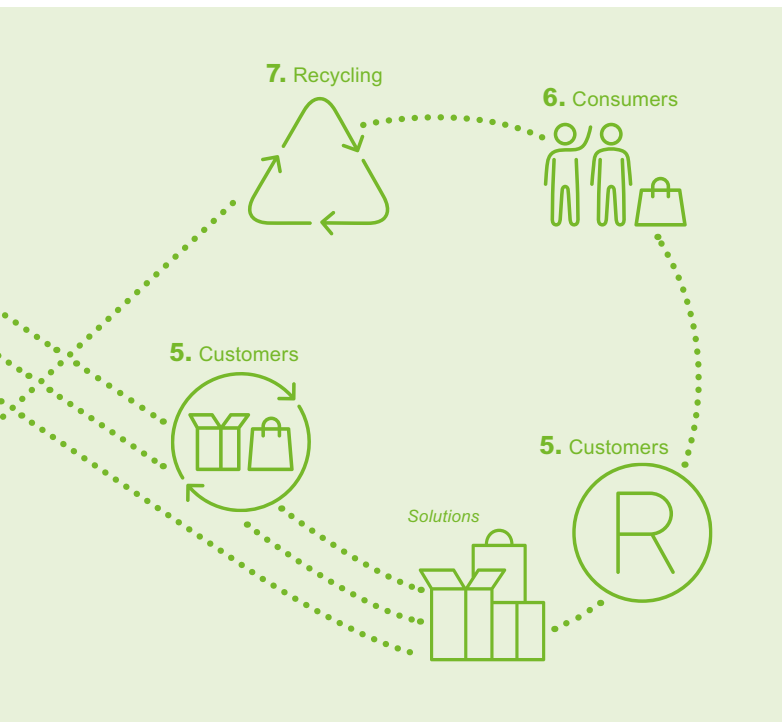 7. Recycling
6. Consumers
5. Customers
5. Customers
Solutions
R